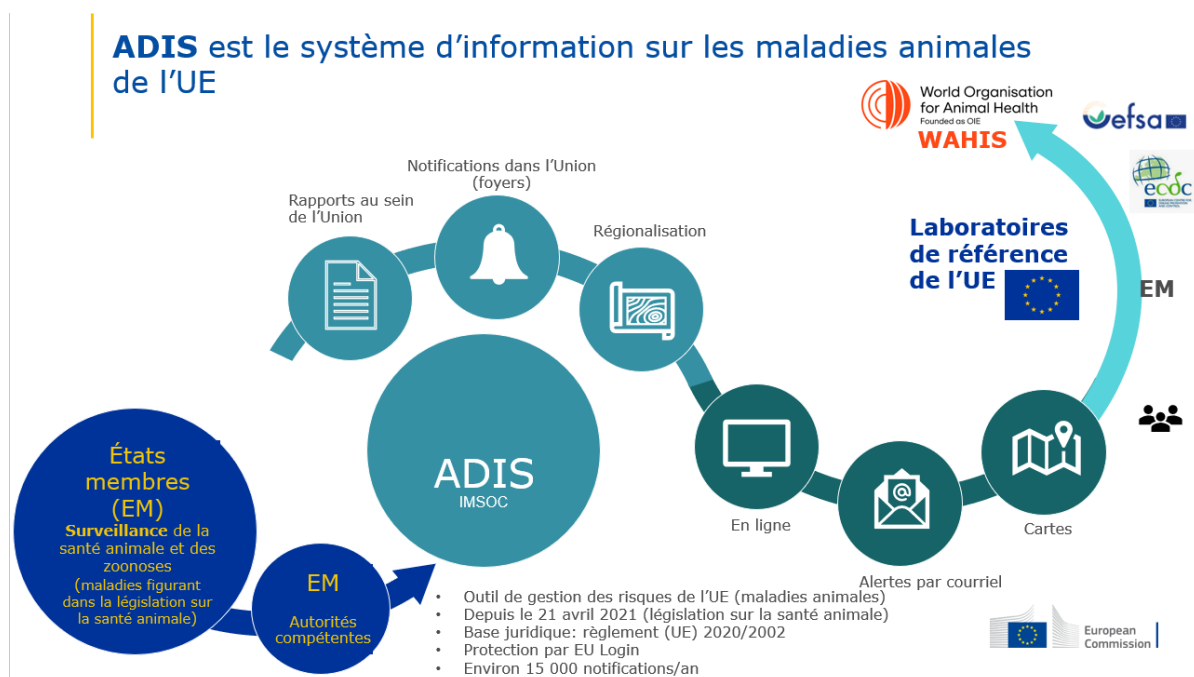 ADIS est le système d’information sur les maladies animales
de l’UE
World Organisation
for Animal Health
Founded as OIE
WAHIS
efsa
ecdc
Notifications dans l’Union
(foyers)
Rapports au sein
de l’Union
Régionalisation
Laboratoires
de référence
de l’UE
EM
ADIS
IMSOC
En ligne
@
Alertes par courriel
Cartes
États
membres
(EM)
Surveillance de la
santé animale et des
zoonoses
(maladies figurant
dans la législation sur
la santé animale)
EM
Autorités
compétentes
• Outil de gestion des risques de l’UE (maladies animales)
• Depuis le 21 avril 2021 (législation sur la santé animale)
• Base juridique: règlement (UE) 2020/2002
• Protection par EU Login
• Environ 15 000 notifications/an
European
Commission